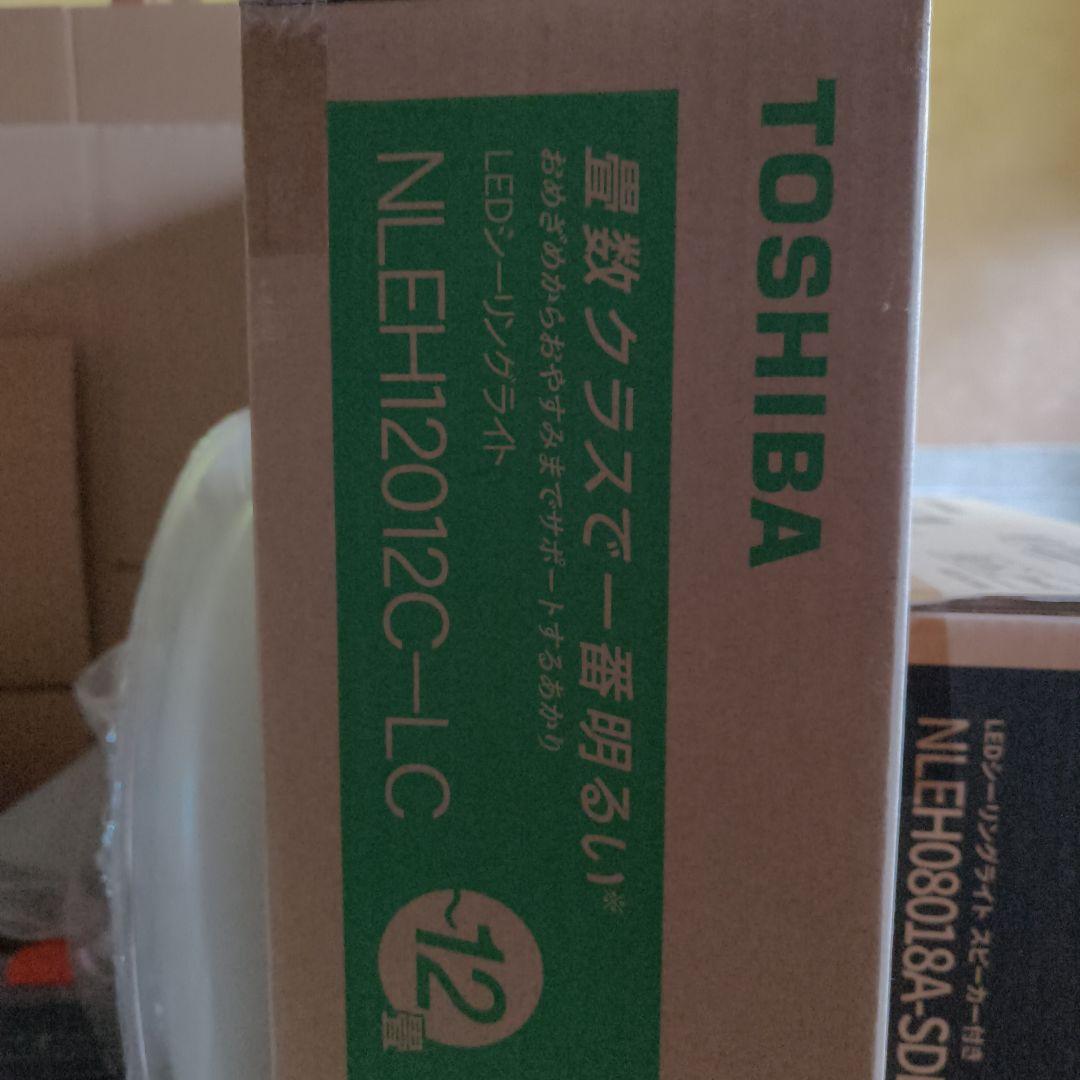 TOSHIBA
畳数クラスで一番明るい※
おめざめからおやすみまでサポートするあかり
LEDシーリングライト
NLEH12012C-LC
~12畳
LEDシーリングライト スピーカー付き
NLEH08018A-SD